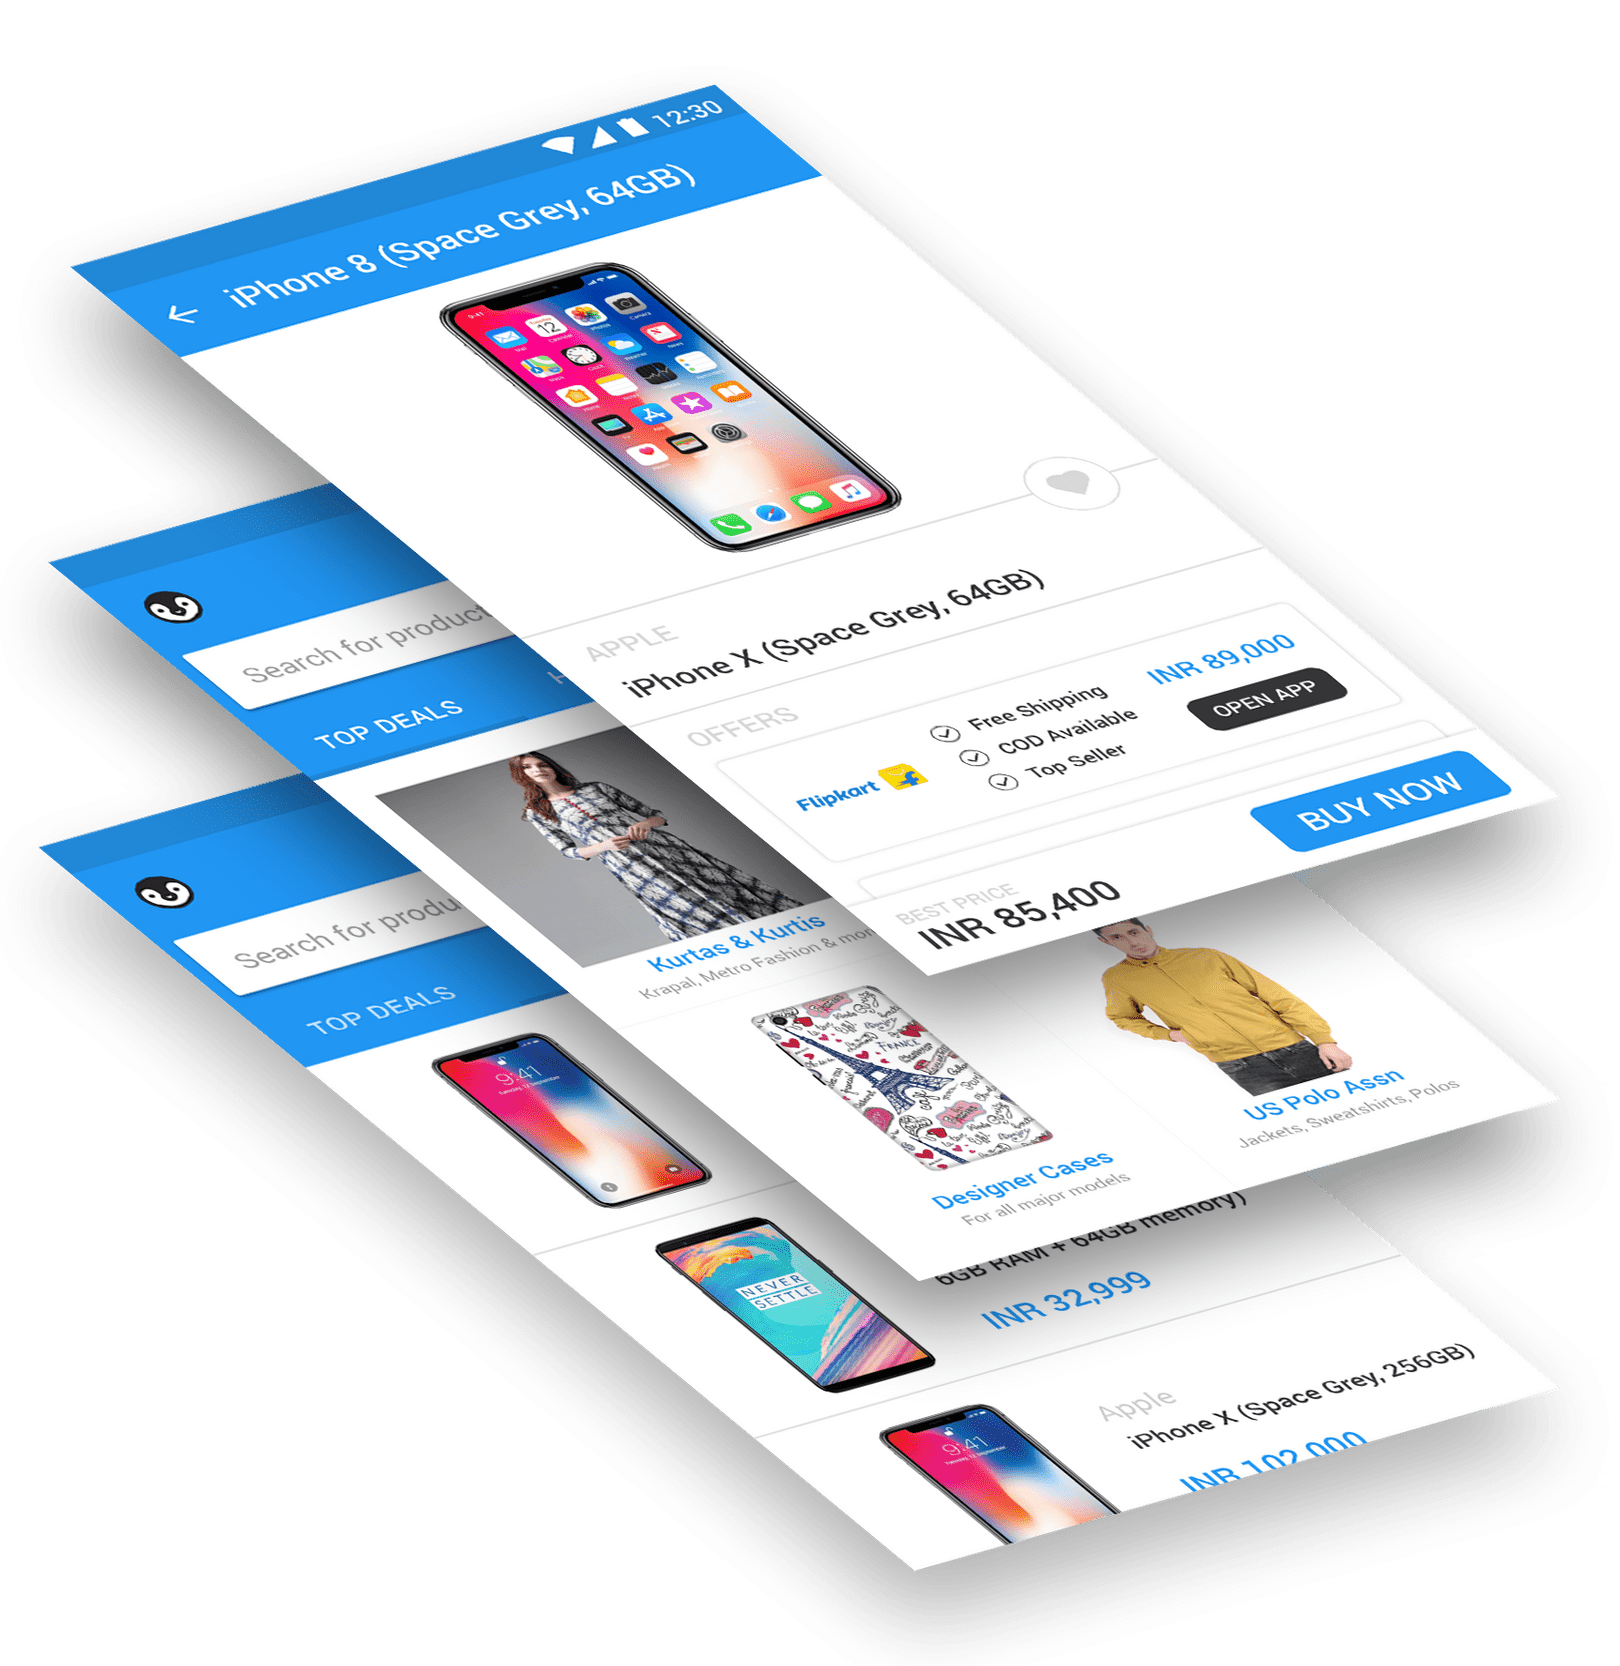 12:30
iPhone 8 (Space Grey, 64GB)
APPLE
iPhone X (Space Grey, 64GB)
OFFERS
Flipkart
Free Shipping
COD Available
Top Seller
INR 89,000
OPEN APP
BEST PRICE
INR 85,400
BUY NOW
Search for product
TOP DEALS
Kurtas & Kurtis
Krapal, Metro Fashion & mor
Designer Cases
For all major models
US Polo Assn
Jackets, Sweatshirts, Polos
Search for produ
TOP DEALS
9:41
Tuesday, 12 September
NEVER
SETTLE
6GB RAM + 64GB memory)
INR 32,999
9:41
Apple
iPhone X (Space Grey, 256GB)
INR 102,000